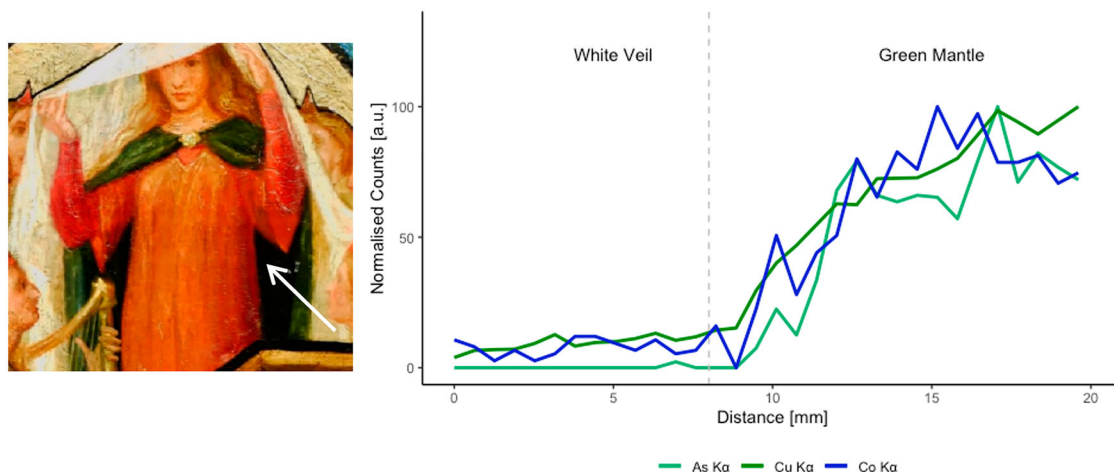 White Veil
Green Mantle
Normalised Counts [a.u.]
100
50
0
0
5
10
15
20
Distance [mm]
As Kα
Cu Kα
Co Kα